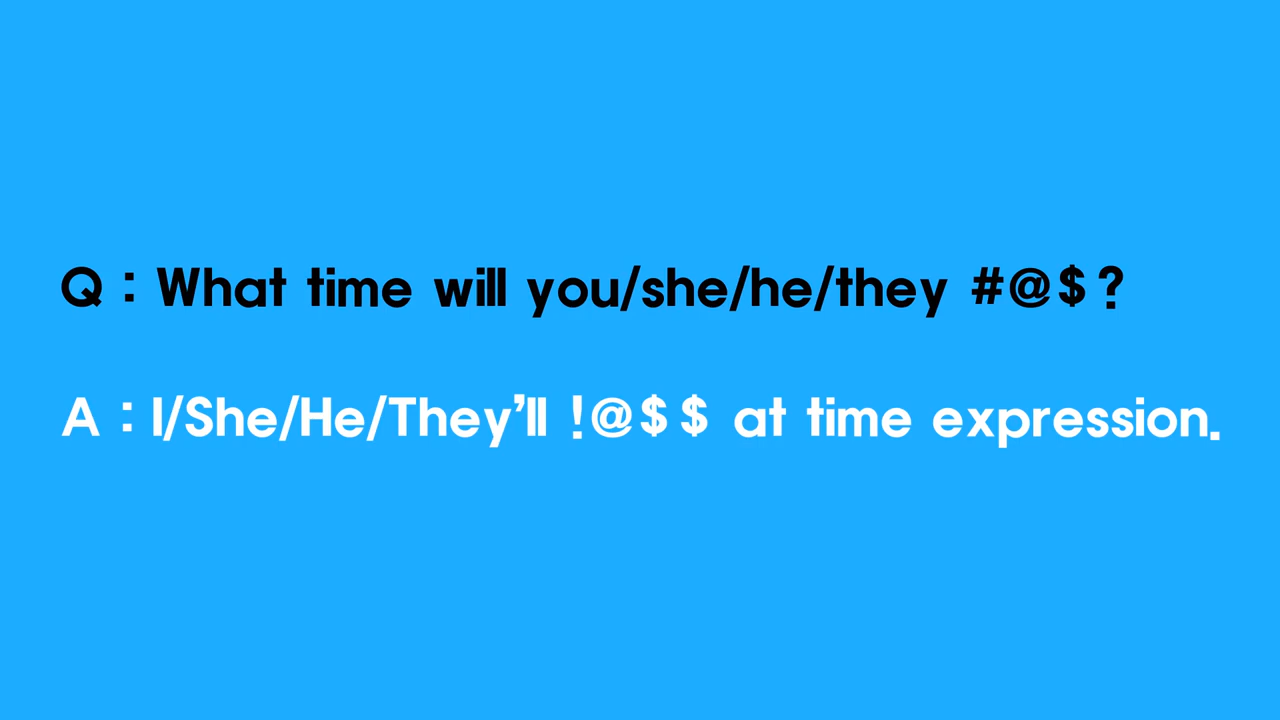 Q : What time will you/she/he/they #@$?
A : I/She/He/They’ll !@$$ at time expression.